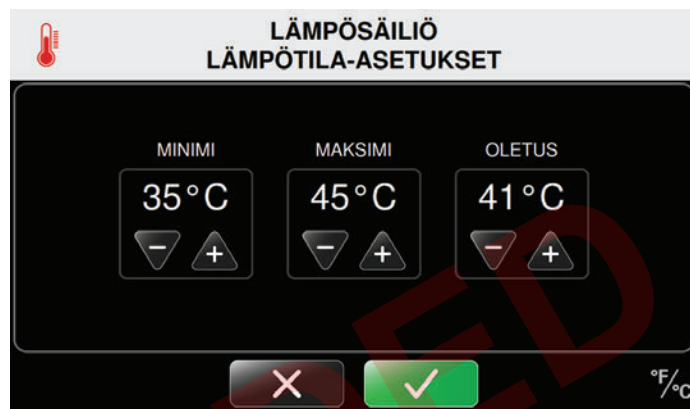 LÄMPÖSÄILIÖ
LÄMPÖTILA-ASETUKSET
MINIMI MAKSIMI OLETUS
35°C 45°C 41°C
− + − + − +
°F/°C